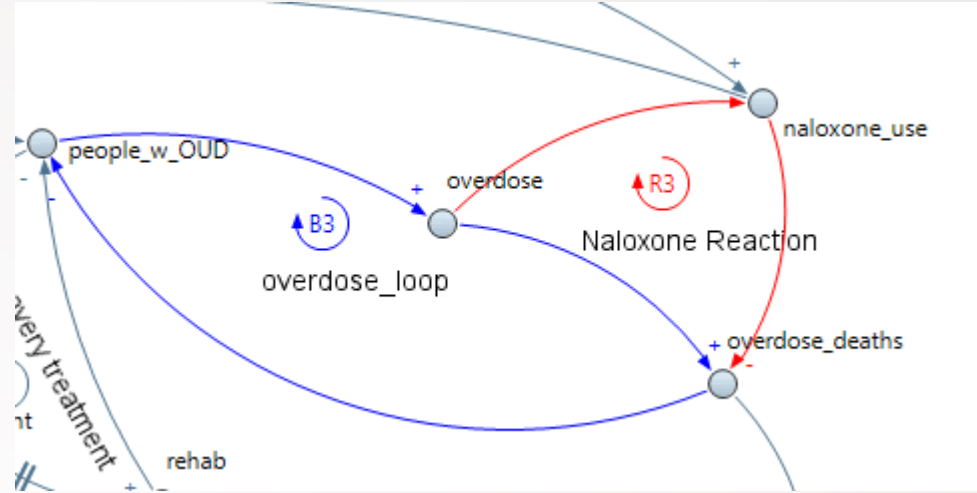 +
naloxone_use
people_w_OUD
-
-
+
overdose
R3
B3
Naloxone Reaction
overdose_loop
+
overdose_deaths
-
very treatment
nt
rehab
+